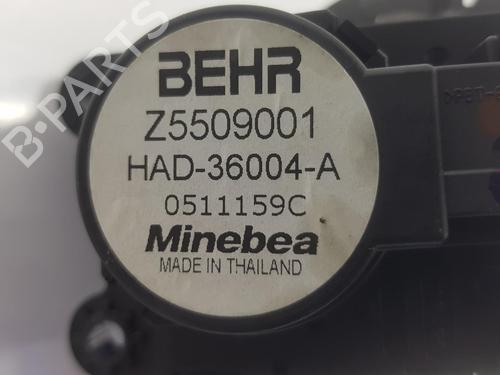 BEHR
Z5509001
HAD-36004-A
0511159C
Minebea
MADE IN THAILAND
B-PARTS